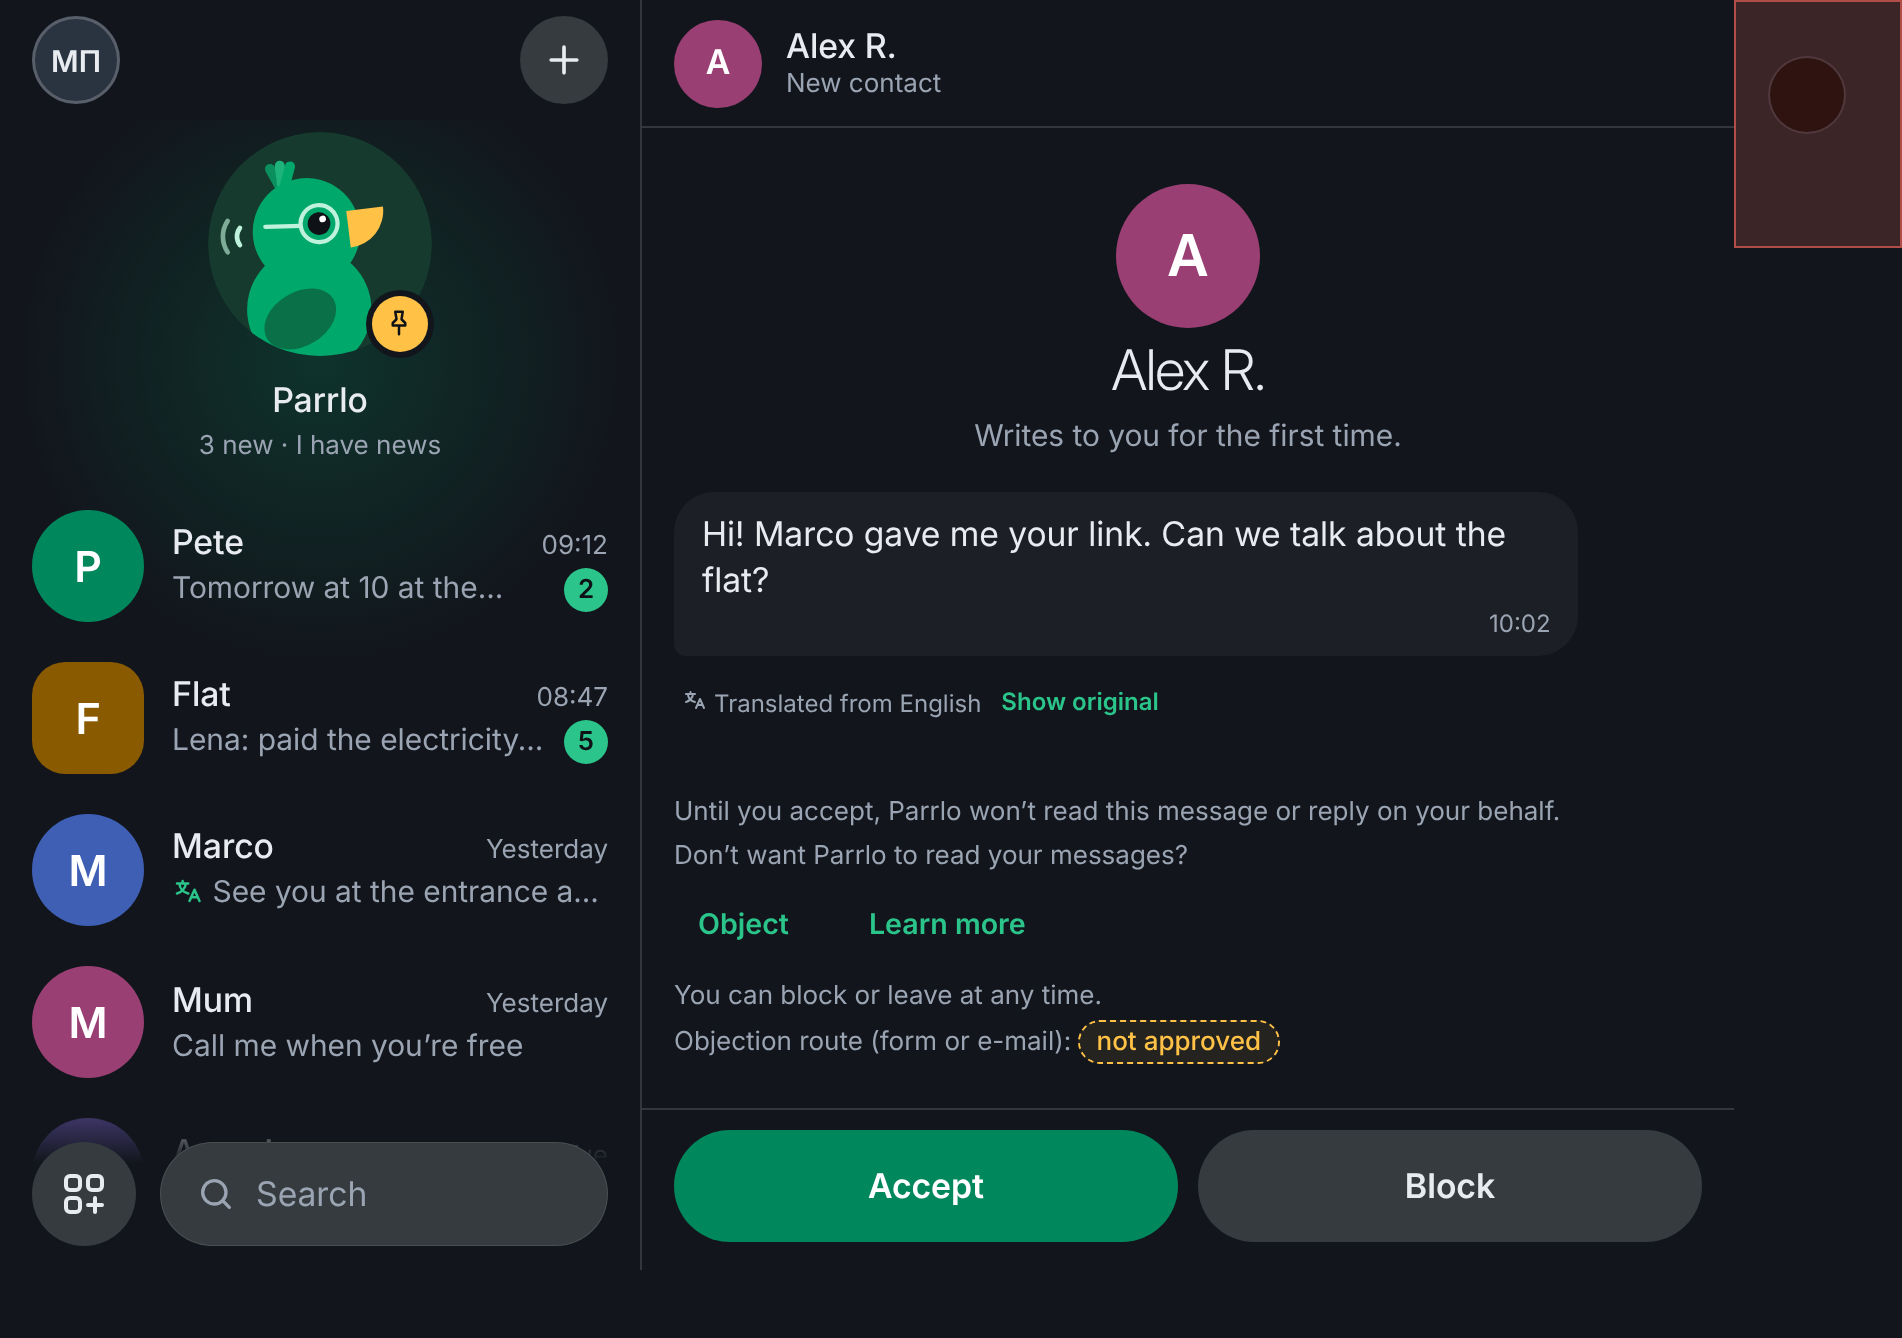 МП
Parrlo
3 new · I have news
P
Pete
09:12
Tomorrow at 10 at the...
2
F
Flat
08:47
Lena: paid the electricity...
5
M
Marco
Yesterday
See you at the entrance a...
M
Mum
Yesterday
Call me when you’re free
Search
A
Alex R.
New contact
A
Alex R.
Writes to you for the first time.
Hi! Marco gave me your link. Can we talk about the
flat?
10:02
Translated from English Show original
Until you accept, Parrlo won’t read this message or reply on your behalf.
Don’t want Parrlo to read your messages?
Object Learn more
You can block or leave at any time.
Objection route (form or e-mail): not approved
Accept Block